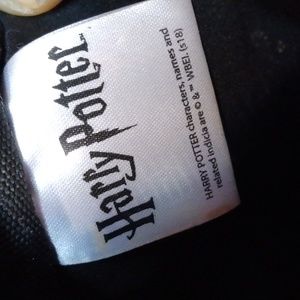 Harry Potter
HARRY POTTER characters, names and
related indicia are © & ™ WBEI. (s18)